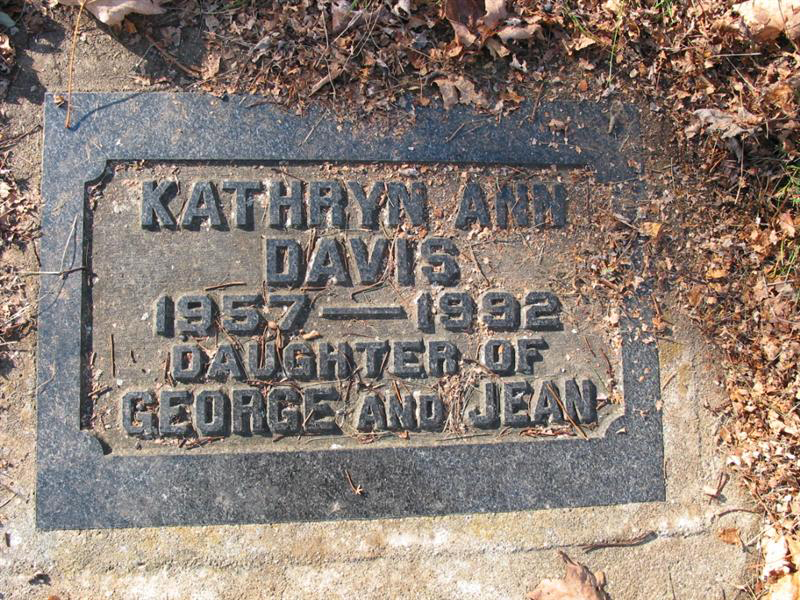 KATHRYN ANN
DAVIS
1957 — 1992
DAUGHTER OF
GEORGE AND JEAN